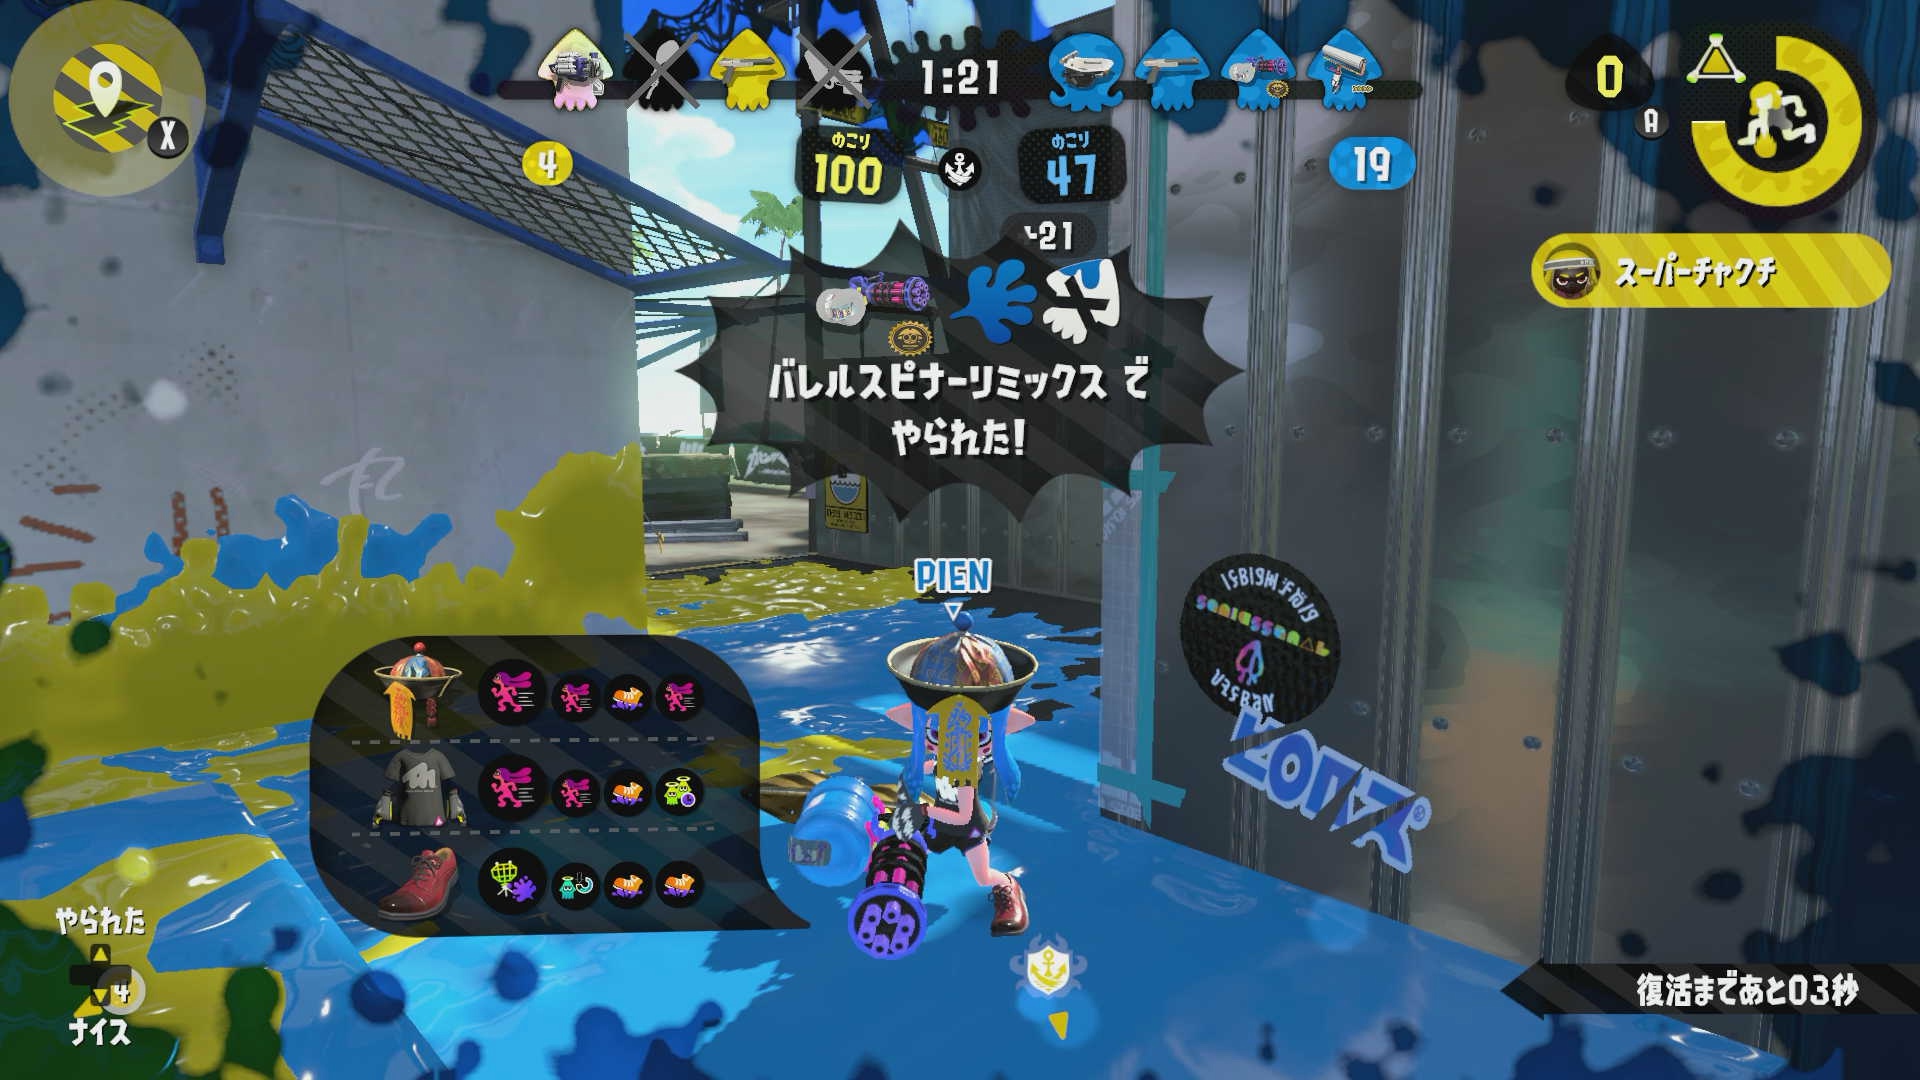 X
1:21
0
A
4
のこり
100
のこり
47
19
21
スーパーチャクチ
バレルスピナーリミックス で
やられた!
PIEN
やられた
4
ナイス
復活まであと03秒